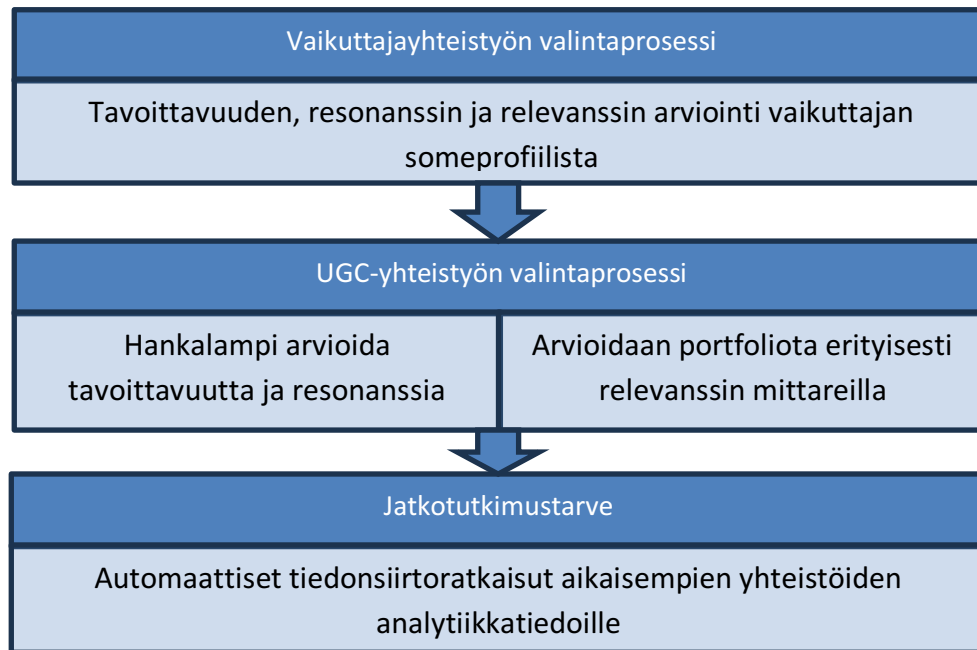 Vaikuttajayhteistyön valintaprosessi
Tavoittavuuden, resonanssin ja relevanssin arviointi vaikuttajan
someprofiilista
UGC-yhteistyön valintaprosessi
Hankalampi arvioida
tavoittavuutta ja resonanssia
Arvioidaan portfoliota erityisesti
relevanssin mittareilla
Jatkotutkimustarve
Automaattiset tiedonsiirtoratkaisut aikaisempien yhteistöiden
analytiikkatiedoille